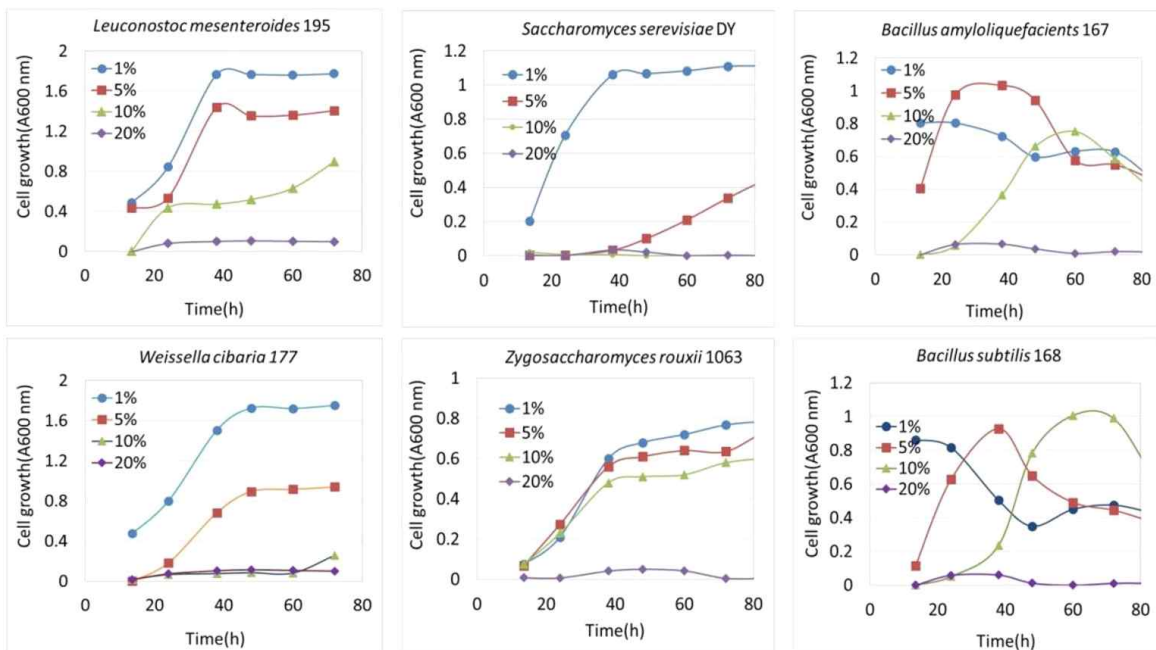 Leuconostoc mesenteroides 195
Cell growth(A600 nm)
2
1.6
1.2
0.8
0.4
0
1%
5%
10%
20%
0 20 40 60 80
Time(h)
Saccharomyces serevisiae DY
Cell growth(A600 nm)
1.2
1
0.8
0.6
0.4
0.2
0
1%
5%
10%
20%
0 20 40 60 80
Time(h)
Bacillus amyloliquefacients 167
Cell growth(A600 nm)
1.2
1
0.8
0.6
0.4
0.2
0
1%
5%
10%
20%
0 20 40 60 80
Time(h)
Weissella cibaria 177
Cell growth(A600 nm)
2
1.6
1.2
0.8
0.4
0
1%
5%
10%
20%
0 20 40 60 80
Time(h)
Zygosaccharomyces rouxii 1063
Cell growth(A600 nm)
1
0.8
0.6
0.4
0.2
0
1%
5%
10%
20%
0 20 40 60 80
Time(h)
Bacillus subtilis 168
Cell growth(A600 nm)
1.2
1
0.8
0.6
0.4
0.2
0
1%
5%
10%
20%
0 20 40 60 80
Time(h)